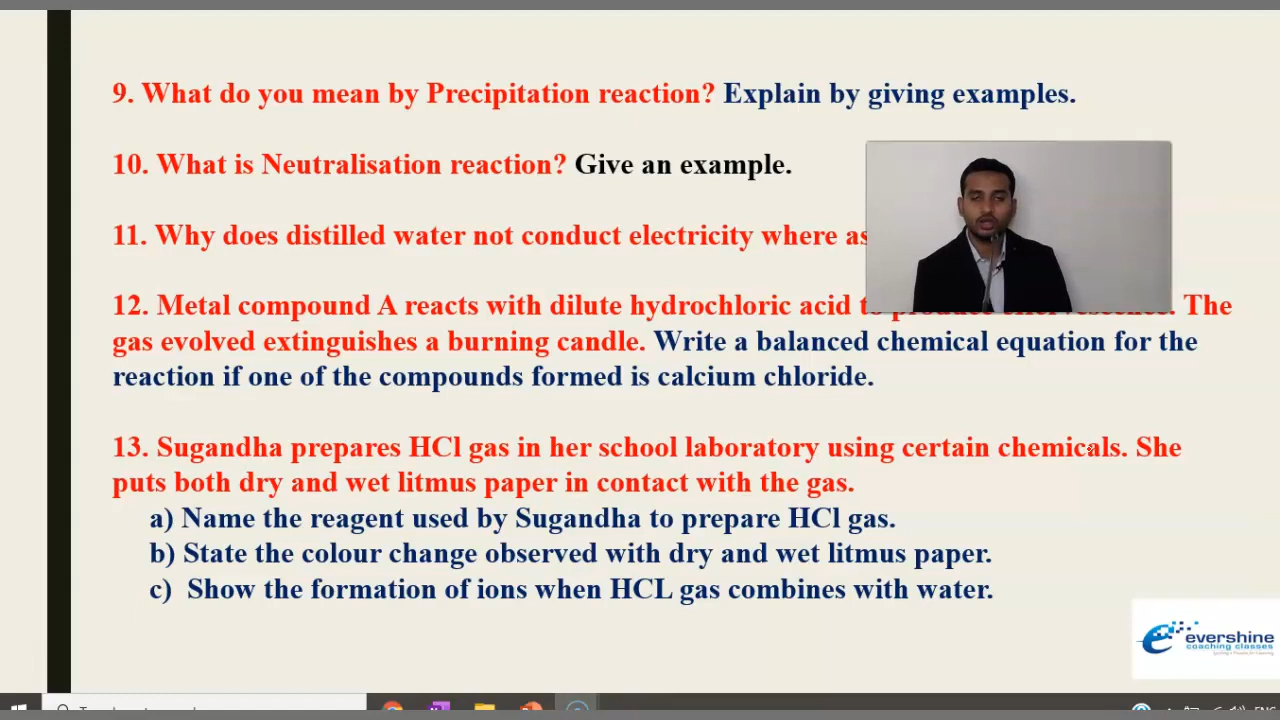 9. What do you mean by Precipitation reaction? Explain by giving examples.
10. What is Neutralisation reaction? Give an example.
11. Why does distilled water not conduct electricity where as
12. Metal compound A reacts with dilute hydrochloric acid to produce effervescence. The
gas evolved extinguishes a burning candle. Write a balanced chemical equation for the
reaction if one of the compounds formed is calcium chloride.
13. Sugandha prepares HCl gas in her school laboratory using certain chemicals. She
puts both dry and wet litmus paper in contact with the gas.
a) Name the reagent used by Sugandha to prepare HCl gas.
b) State the colour change observed with dry and wet litmus paper.
c) Show the formation of ions when HCL gas combines with water.
evershine
coaching classes
ENG